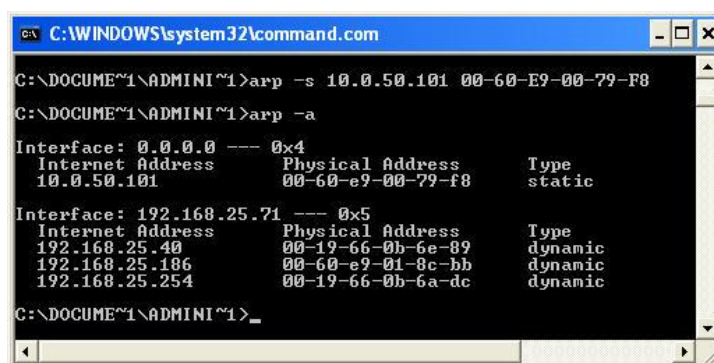 C:\WINDOWS\system32\command.com
C:\DOCUME~1\ADMINI~1>arp -s 10.0.50.101 00-60-E9-00-79-F8
C:\DOCUME~1\ADMINI~1>arp -a
Interface: 0.0.0.0 --- 0x4
  Internet Address      Physical Address      Type
  10.0.50.101           00-60-e9-00-79-f8     static
Interface: 192.168.25.71 --- 0x5
  Internet Address      Physical Address      Type
  192.168.25.40         00-19-66-0b-6e-89     dynamic
  192.168.25.186        00-60-e9-01-8c-bb     dynamic
  192.168.25.254        00-19-66-0b-6a-dc     dynamic
C:\DOCUME~1\ADMINI~1>_